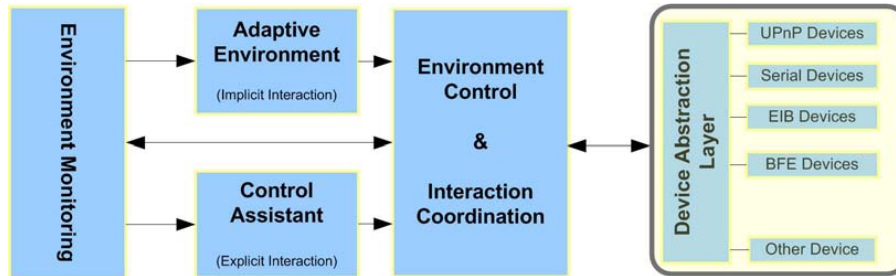 Environment Monitoring
Adaptive
Environment
(Implicit Interaction)
Control
Assistant
(Explicit Interaction)
Environment
Control
&
Interaction
Coordination
Device Abstraction
Layer
UPnP Devices
Serial Devices
EIB Devices
BFE Devices
Other Device